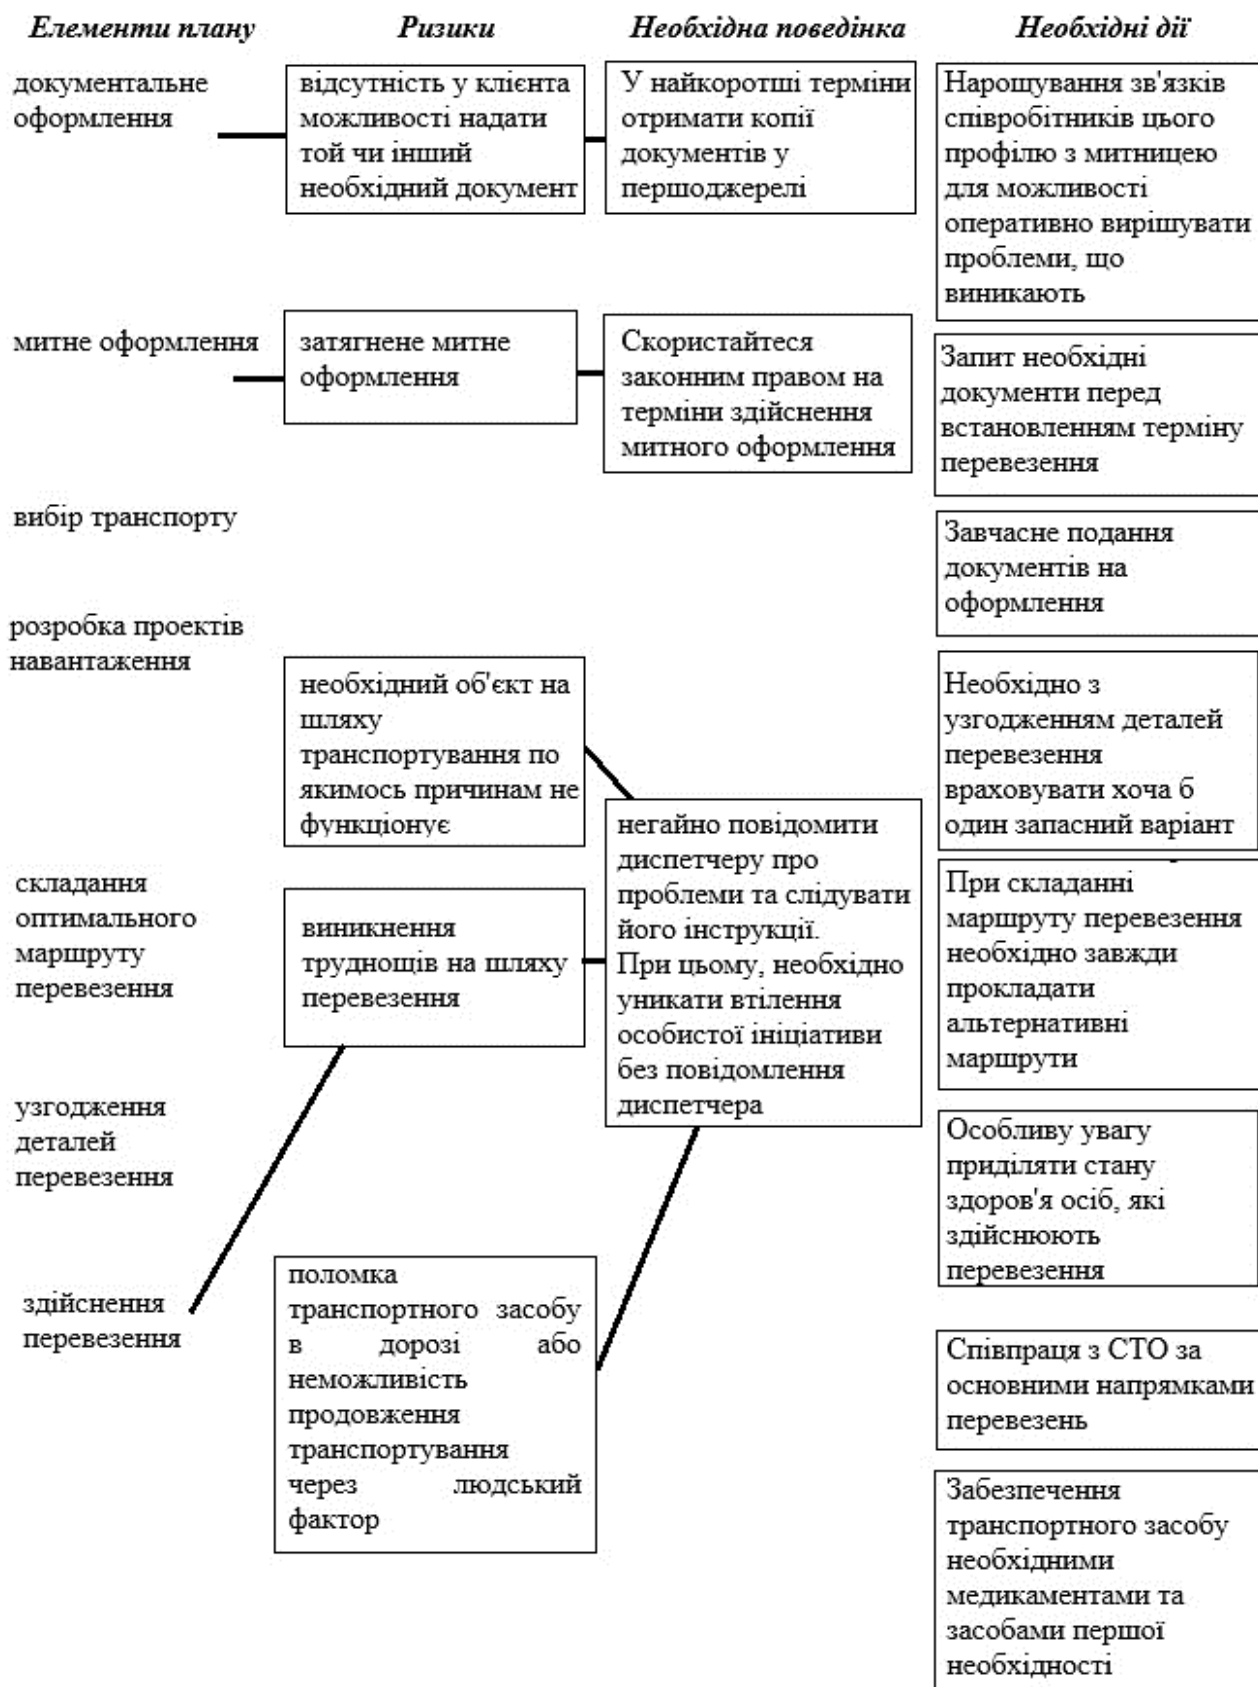 Елементи плану
Ризики
Необхідна поведінка
Необхідні дії
документальне
оформлення
відсутність у клієнта
можливості надати
той чи інший
необхідний документ
У найкоротші терміни
отримати копії
документів у
першоджерелі
Нарощування зв'язків
співробітників цього
профілю з митницею
для можливості
оперативно вирішувати
проблеми, що
виникають
митне оформлення
затягнене митне
оформлення
Скористайтеся
законним правом на
терміни здійснення
митного оформлення
Запит необхідні
документи перед
встановленням терміну
перевезення
вибір транспорту
Завчасне подання
документів на
оформлення
розробка проектів
навантаження
необхідний об'єкт на
шляху
транспортування по
якимось причинам не
функціонує
Необхідно з
узгодженням деталей
перевезення
враховувати хоча б
один запасний варіант
негайно повідомити
диспетчеру про
проблеми та слідувати
його інструкції.
При цьому, необхідно
уникати втілення
особистої ініціативи
без повідомлення
диспетчера
складання
оптимального
маршруту
перевезення
виникнення
труднощів на шляху
перевезення
При складанні
маршруту перевезення
необхідно завжди
прокладати
альтернативні
маршрути
узгодження
деталей
перевезення
Особливу увагу
приділяти стану
здоров'я осіб, які
здійснюють
перевезення
здійснення
перевезення
поломка
транспортного засобу
в дорозі або
неможливість
продовження
транспортування
через людський
фактор
Співпраця з СТО за
основними напрямками
перевезень
Забезпечення
транспортного засобу
необхідними
медикаментами та
засобами першої
необхідності